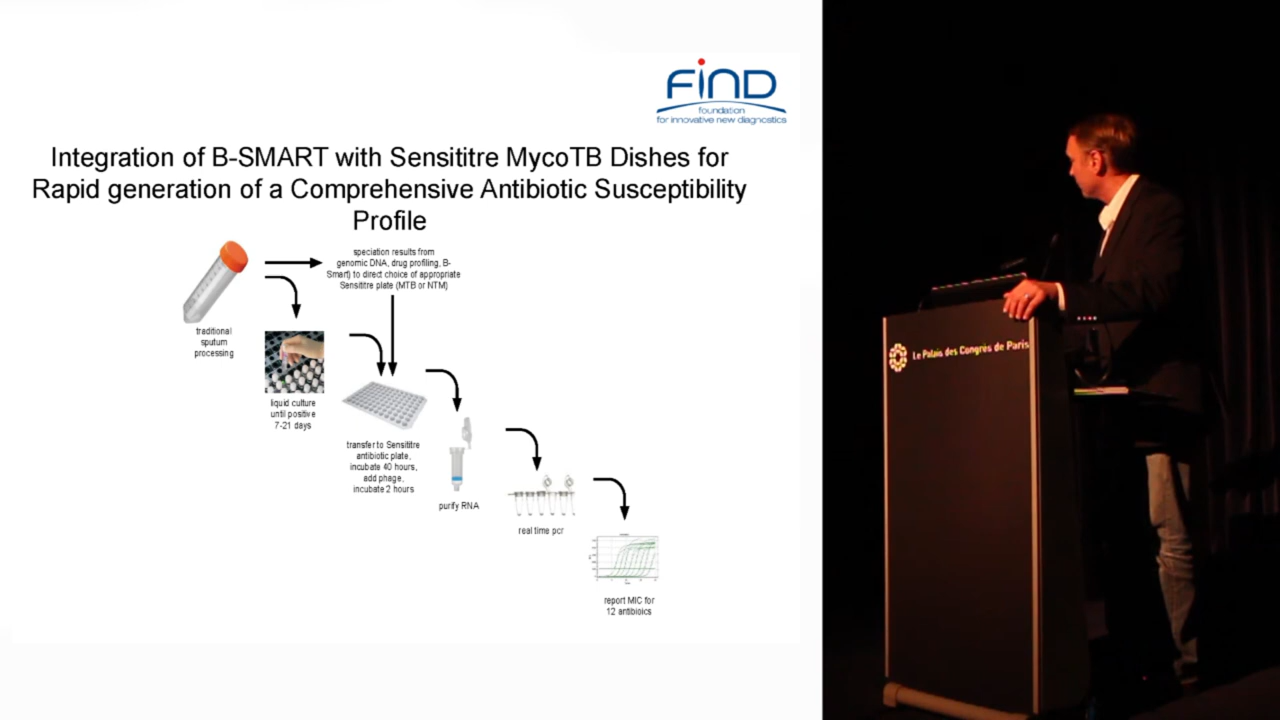 FIND
foundation
for innovative new diagnostics
Integration of B-SMART with Sensititre MycoTB Dishes for
Rapid generation of a Comprehensive Antibiotic Susceptibility
Profile
speciation results from
genomic DNA, drug profiling, B-
Smart) to direct choice of appropriate
Sensititre plate (MTB or NTM)
traditional
sputum
processing
liquid culture
until positive
7-21 days
transfer to Sensititre
antibiotic plate,
incubate 40 hours,
add phage,
incubate 2 hours
purify RNA
real time pcr
report MIC for
12 antibioics
Le Palais des Congrès de Paris